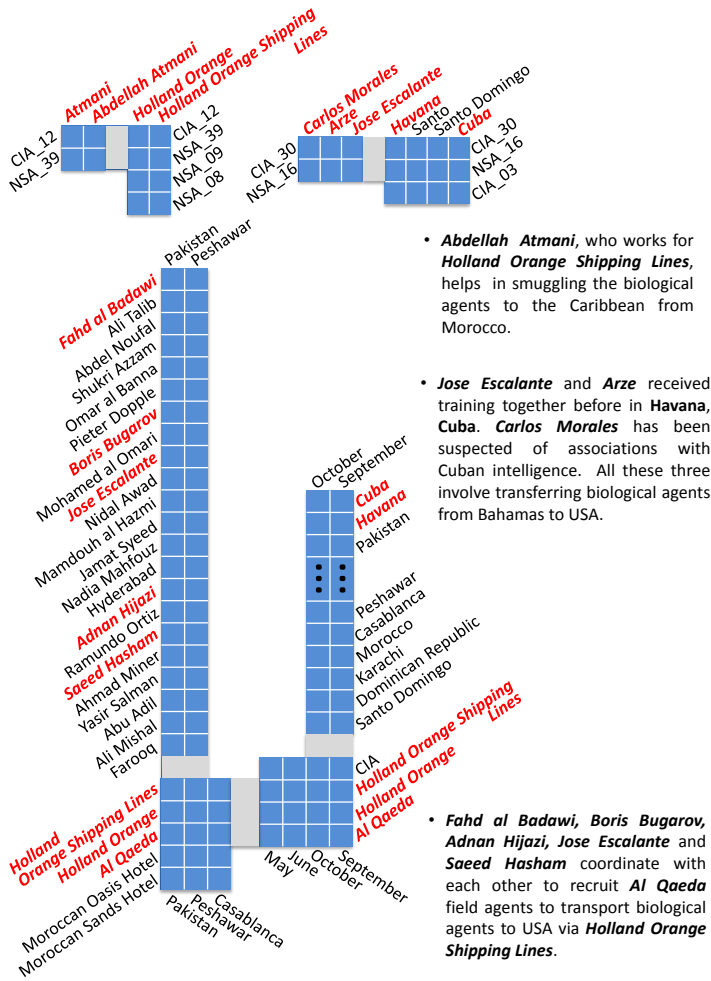 Atmani
Abdellah Atmani
Holland Orange
Holland Orange Shipping
Lines
CIA_12
NSA_39
CIA_12
NSA_39
NSA_09
NSA_08
Carlos Morales
Arze
Jose Escalante
Havana
Santo
Santo Domingo
Cuba
CIA_30
NSA_16
CIA_30
NSA_16
CIA_03
Pakistan
Peshawar
Fahd al Badawi
Ali Talib
Abdel Noufal
Shukri Azzam
Omar al Banna
Pieter Dopple
Boris Bugarov
Mohamed al Omari
Jose Escalante
Nidal Awad
Mamdouh al Hazmi
Jamat Syeed
Nadia Mahfouz
Hyderabad
Adnan Hijazi
Ramundo Ortiz
Saeed Hasham
Ahmad Miner
Yasir Salman
Abu Adil
Ali Mishal
Farooq
Holland
Orange Shipping Lines
Holland Orange
Al Qaeda
Moroccan Oasis Hotel
Moroccan Sands Hotel
Pakistan
Peshawar
Casablanca
October
September
Cuba
Havana
Pakistan
Peshawar
Casablanca
Morocco
Karachi
Dominican Republic
Santo Domingo
CIA
Holland Orange Shipping
Lines
Holland Orange
Al Qaeda
May
June
October
September
• Abdellah Atmani, who works for
Holland Orange Shipping Lines,
helps in smuggling the biological
agents to the Caribbean from
Morocco.
• Jose Escalante and Arze received
training together before in Havana,
Cuba. Carlos Morales has been
suspected of associations with
Cuban intelligence. All these three
involve transferring biological agents
from Bahamas to USA.
• Fahd al Badawi, Boris Bugarov,
Adnan Hijazi, Jose Escalante and
Saeed Hasham coordinate with
each other to recruit Al Qaeda
field agents to transport biological
agents to USA via Holland Orange
Shipping Lines.